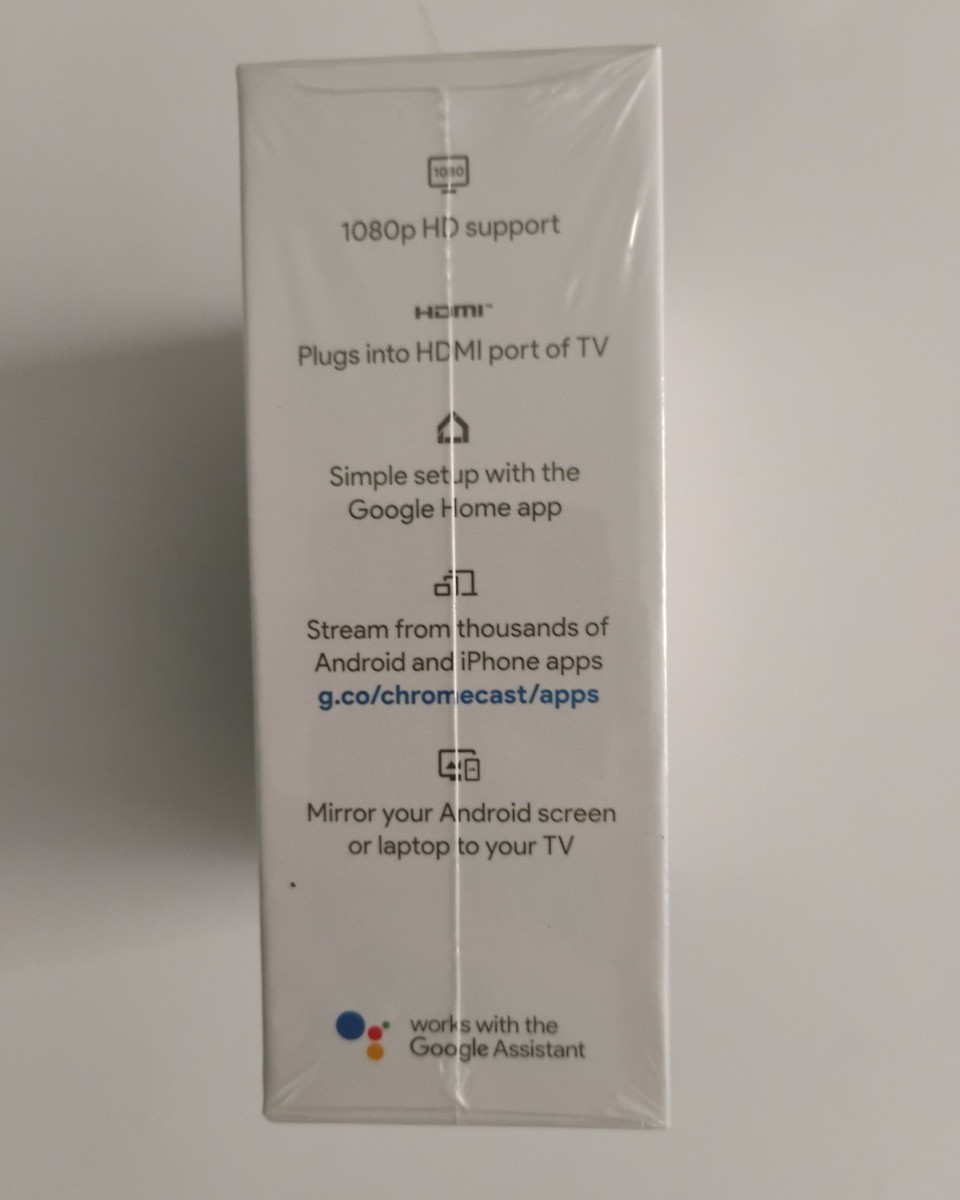 1080
1080p HD support
HDMI™
Plugs into HDMI port of TV
Simple setup with the
Google Home app
Stream from thousands of
Android and iPhone apps
g.co/chromecast/apps
Mirror your Android screen
or laptop to your TV
works with the
Google Assistant